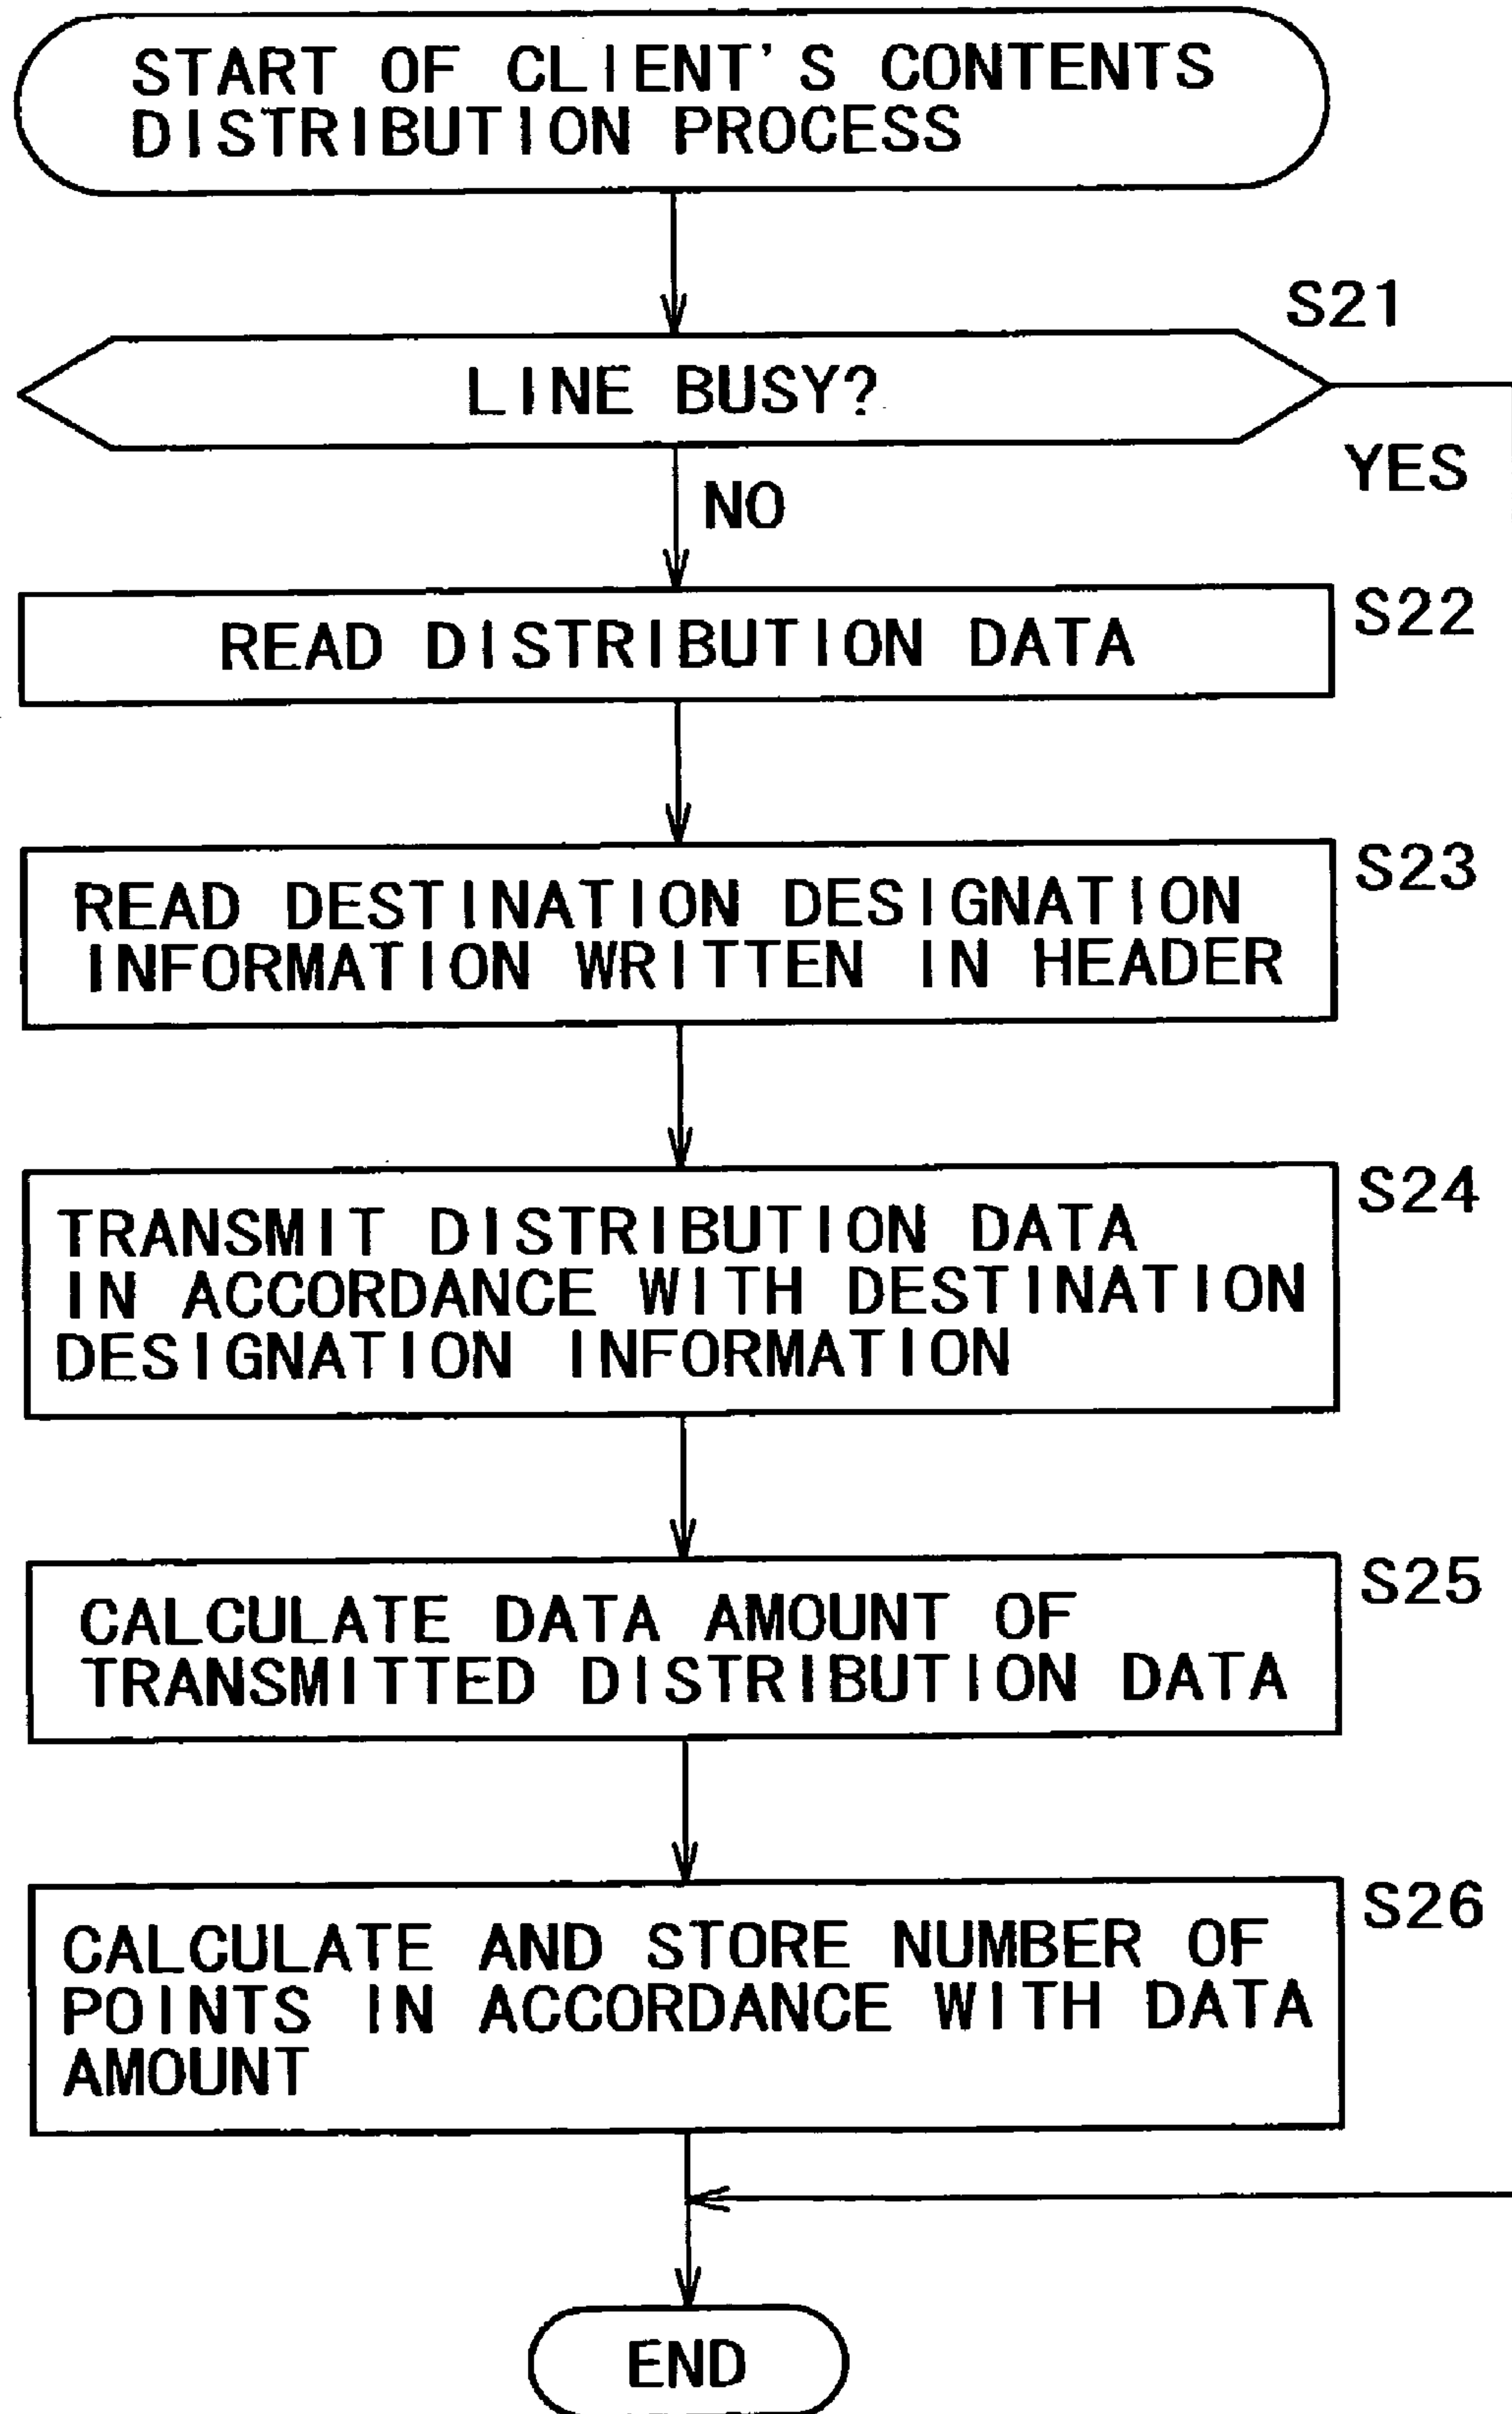 START OF CLIENT'S CONTENTS
DISTRIBUTION PROCESS
S21
LINE BUSY?
YES
NO
S22
READ DISTRIBUTION DATA
S23
READ DESTINATION DESIGNATION
INFORMATION WRITTEN IN HEADER
S24
TRANSMIT DISTRIBUTION DATA
IN ACCORDANCE WITH DESTINATION
DESIGNATION INFORMATION
S25
CALCULATE DATA AMOUNT OF
TRANSMITTED DISTRIBUTION DATA
S26
CALCULATE AND STORE NUMBER OF
POINTS IN ACCORDANCE WITH DATA
AMOUNT
END